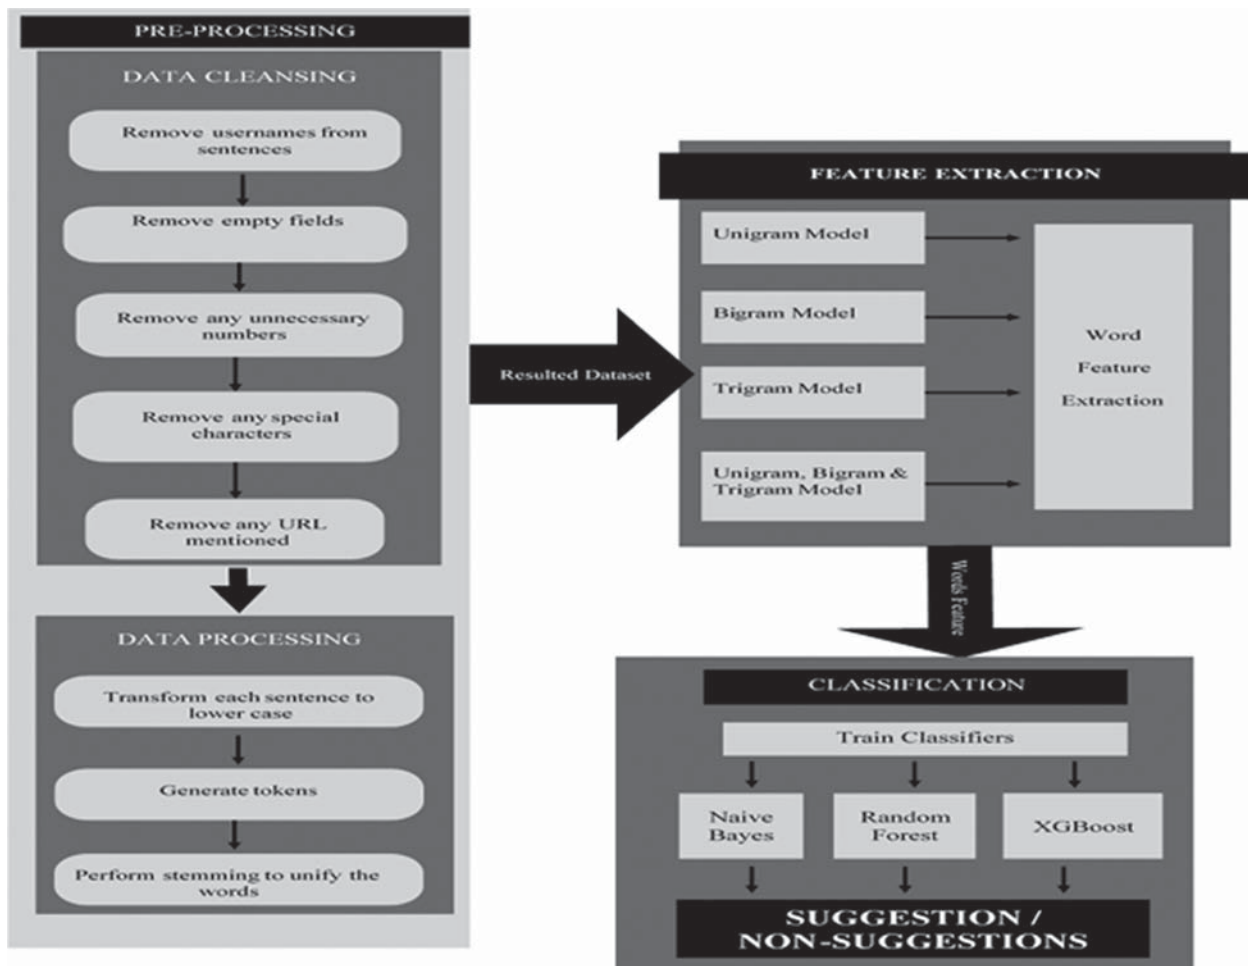 PRE-PROCESSING
DATA CLEANSING
Remove usernames from
sentences
Remove empty fields
Remove any unnecessary
numbers
Remove any special
characters
Remove any URL
mentioned
DATA PROCESSING
Transform each sentence to
lower case
Generate tokens
Perform stemming to unify the
words
Resulted Dataset
FEATURE EXTRACTION
Unigram Model
Bigram Model
Trigram Model
Unigram, Bigram &
Trigram Model
Word
Feature
Extraction
Words Feature
CLASSIFICATION
Train Classifiers
Naive
Bayes
Random
Forest
XGBoost
SUGGESTION /
NON-SUGGESTIONS